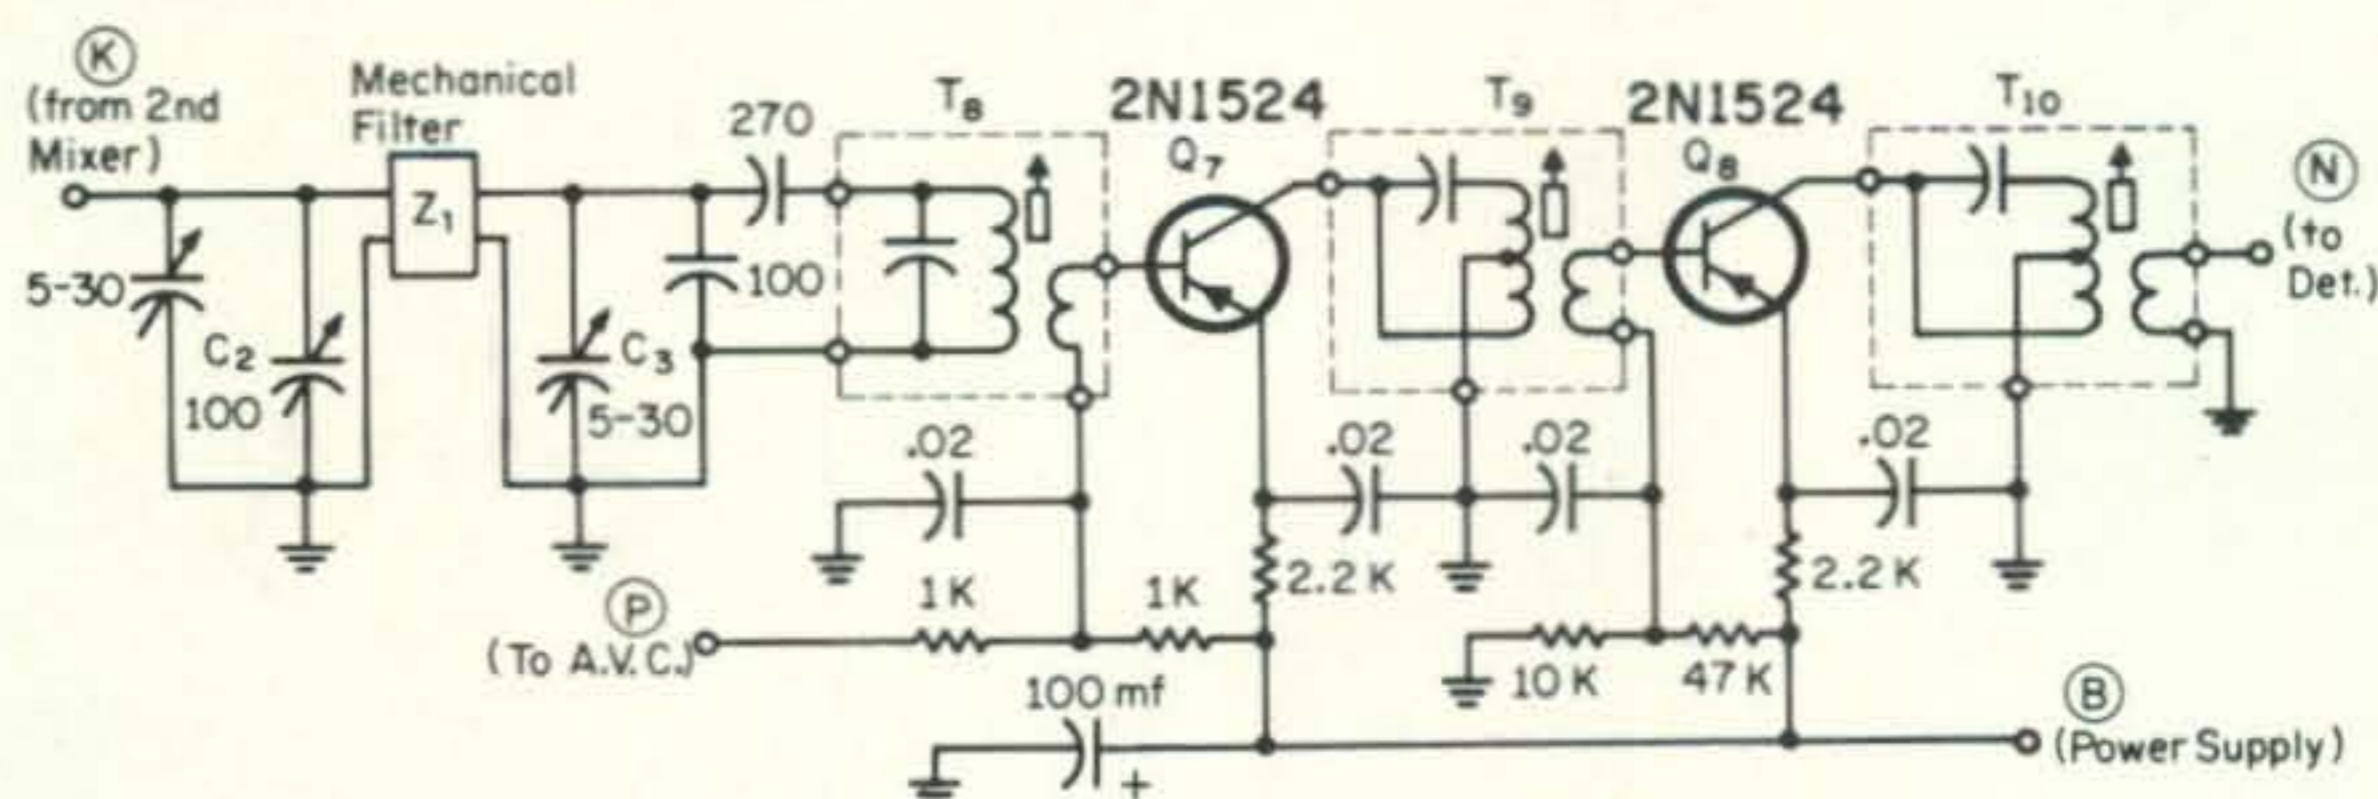 K
(from 2nd
Mixer)
Mechanical
Filter
Z1
5-30
C2
100
C3
5-30
270
100
T8
2N1524
Q7
T9
2N1524
Q8
T10
N
(to
Det.)
.02
.02
.02
.02
1K
1K
2.2K
2.2K
P
(To A.V.C.)
10K
47K
100mf
+
B
(Power Supply)